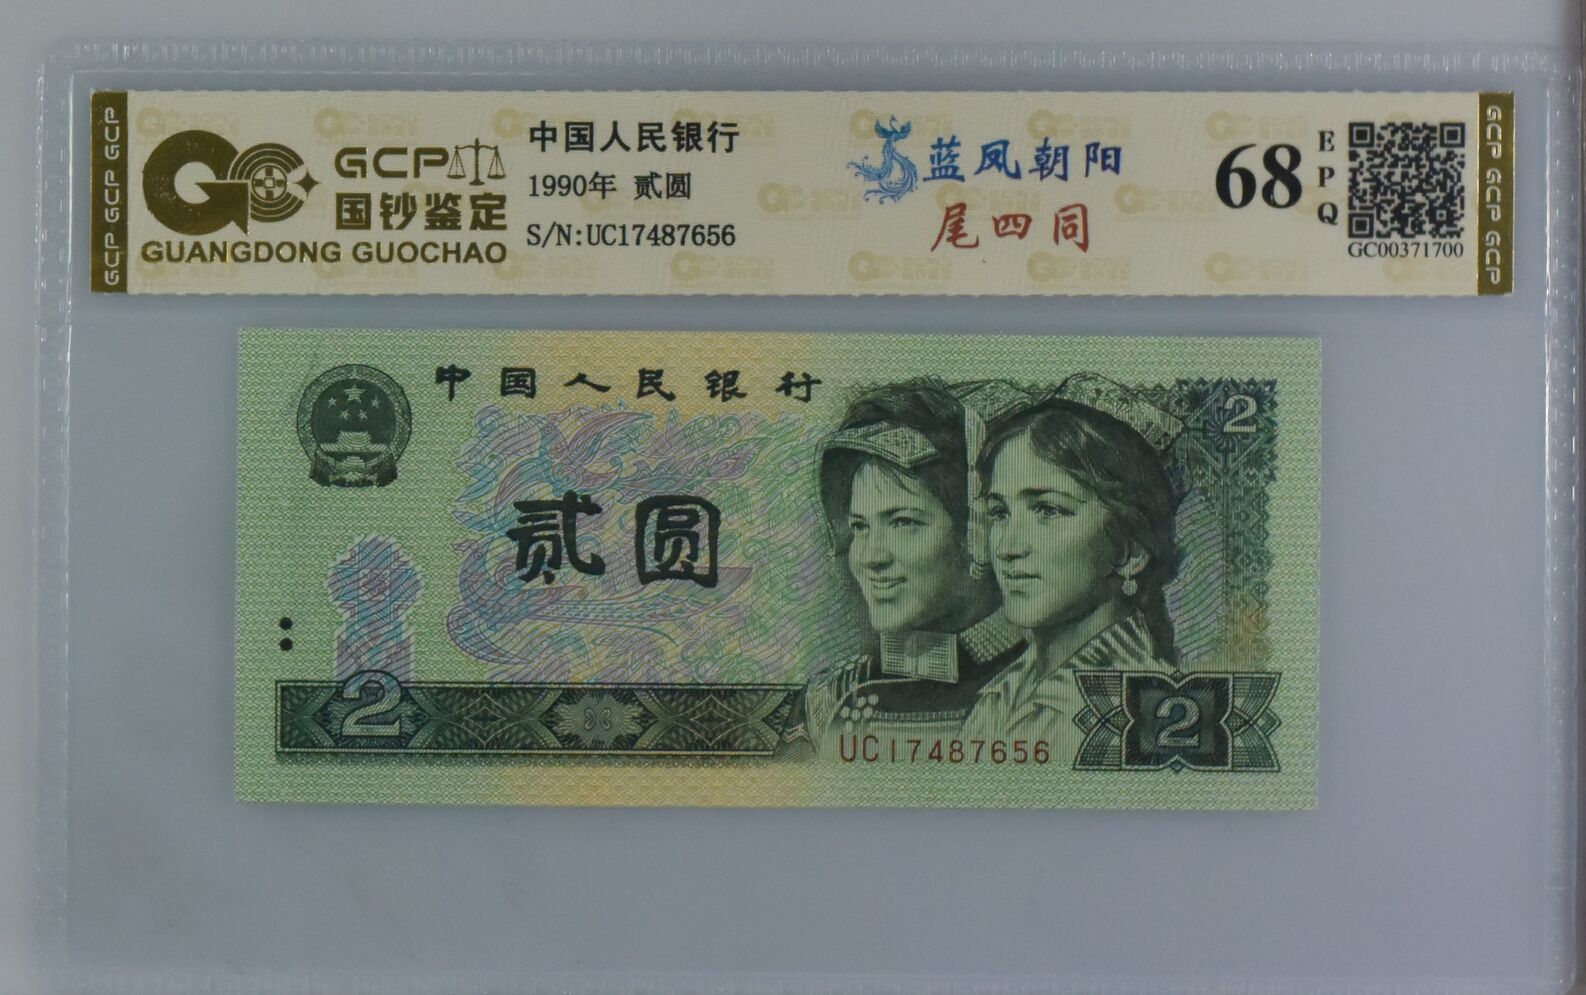 GCP GCP GCP
GCP
国钞鉴定
GUANGDONG GUOCHAO
中国人民银行
1990年 贰圆
S/N:UC17487656
蓝凤朝阳
尾四同
68
EPQ
GC00371700
GCP GCP GCP
中国人民银行
2
贰圆
2
2
UC17487656